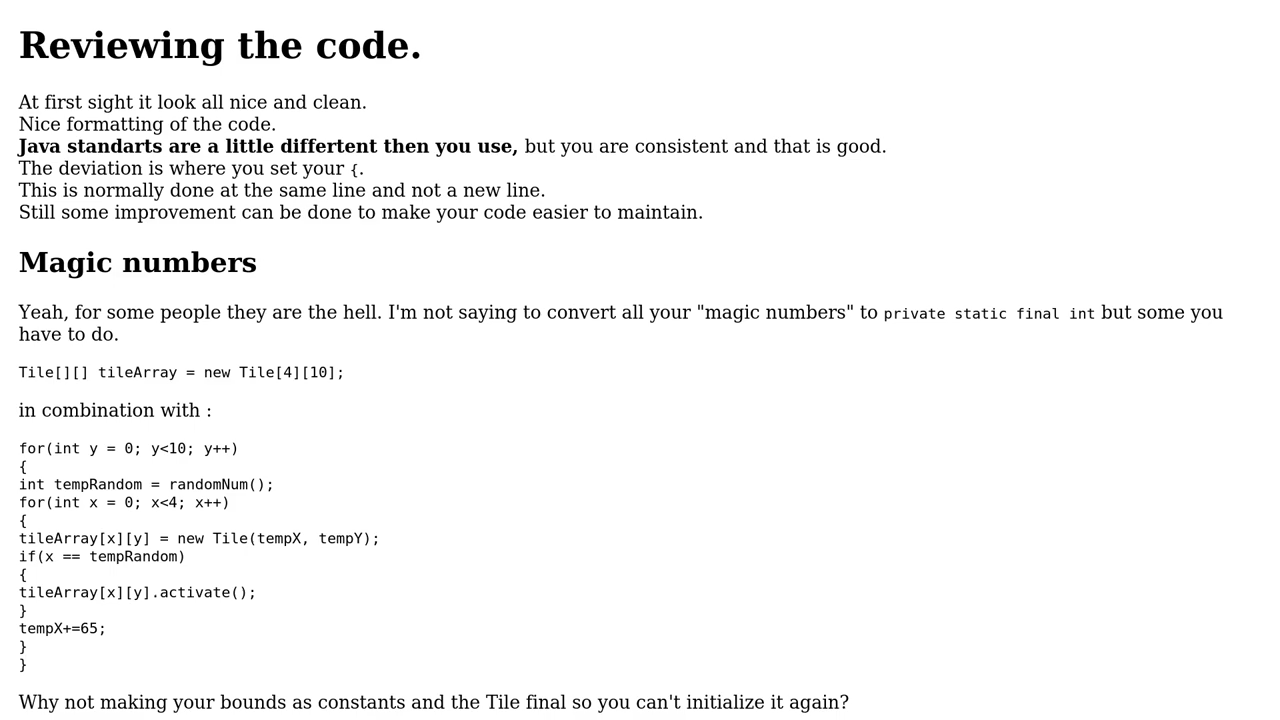 Reviewing the code.
At first sight it look all nice and clean.
Nice formatting of the code.
Java standarts are a little differtent then you use, but you are consistent and that is good.
The deviation is where you set your {.
This is normally done at the same line and not a new line.
Still some improvement can be done to make your code easier to maintain.
Magic numbers
Yeah, for some people they are the hell. I'm not saying to convert all your "magic numbers" to private static final int but some you
have to do.
Tile[][] tileArray = new Tile[4][10];
in combination with :
for(int y = 0; y<10; y++)
{
int tempRandom = randomNum();
for(int x = 0; x<4; x++)
{
tileArray[x][y] = new Tile(tempX, tempY);
if(x == tempRandom)
{
tileArray[x][y].activate();
}
tempX+=65;
}
}
Why not making your bounds as constants and the Tile final so you can't initialize it again?